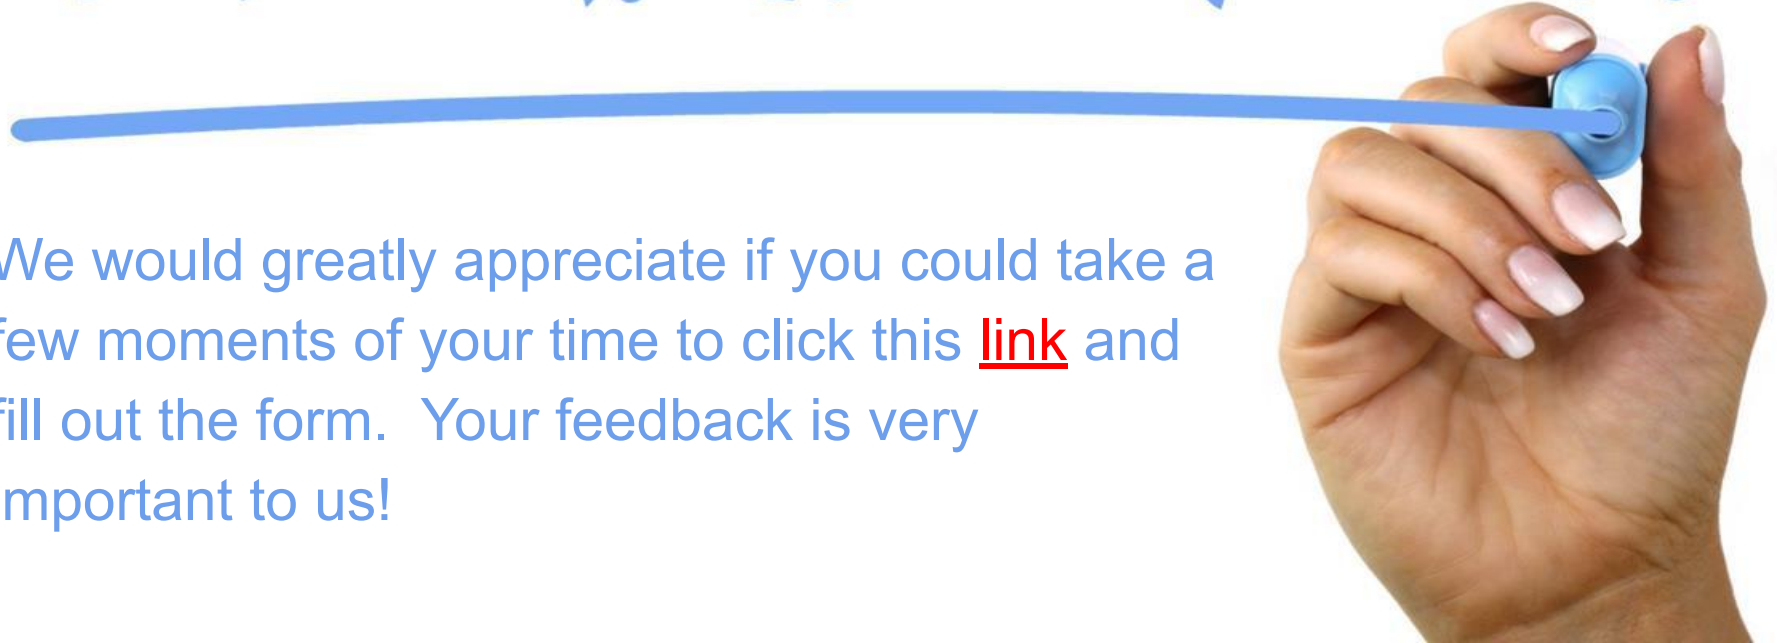 We would greatly appreciate if you could take a
few moments of your time to click this link and
fill out the form.  Your feedback is very
important to us!